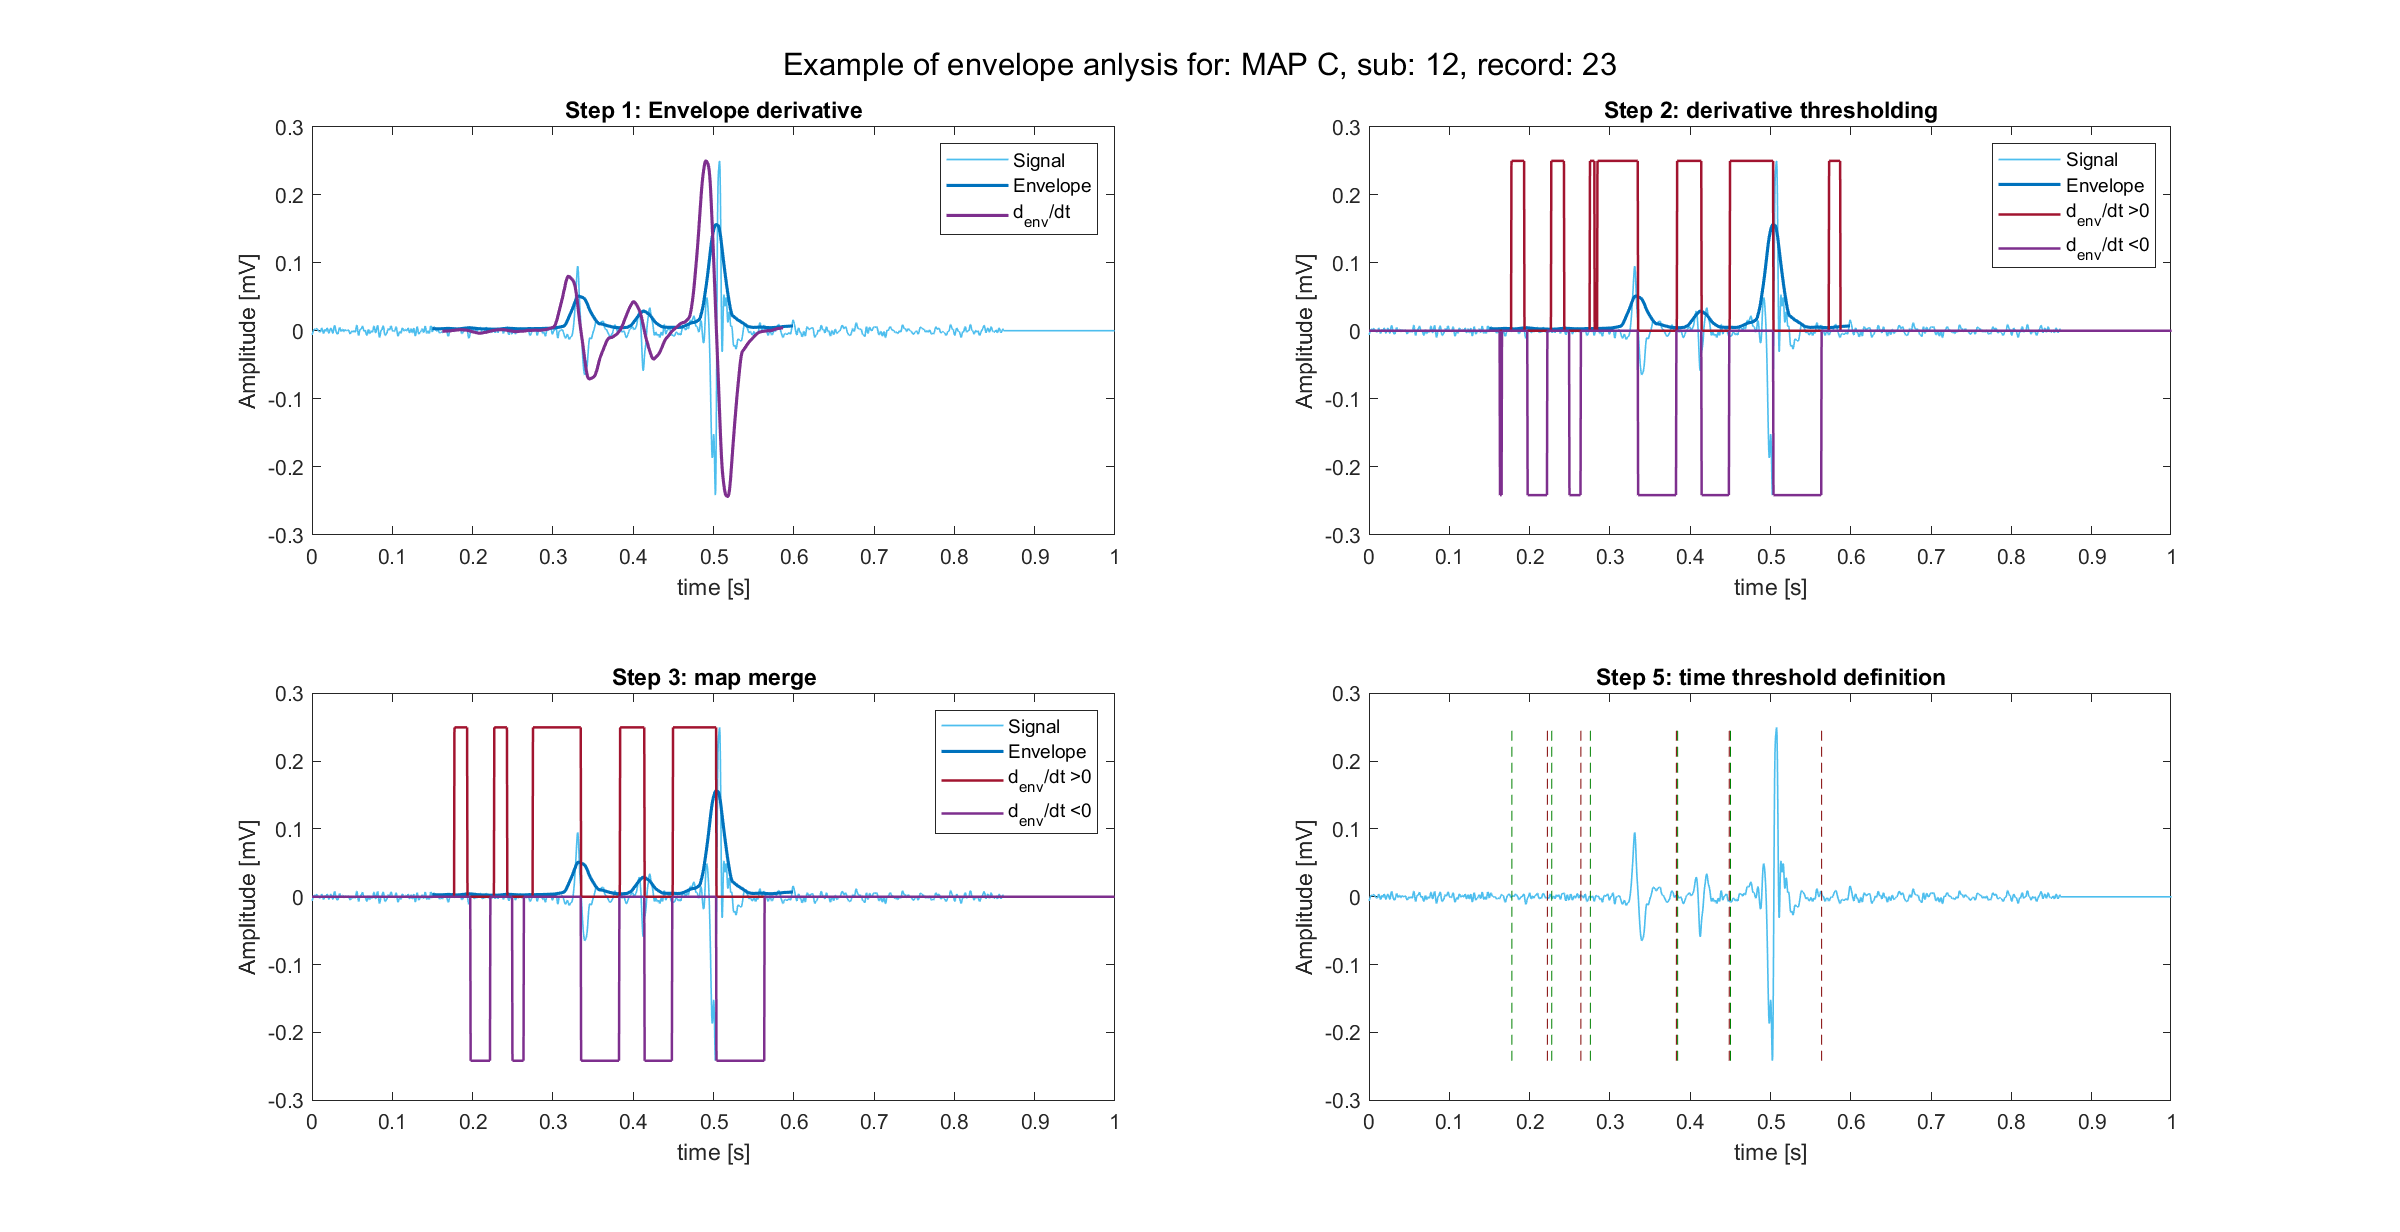 Example of envelope anlysis for: MAP C, sub: 12, record: 23
Step 1: Envelope derivative
0.3
0.2
0.1
0
-0.1
-0.2
-0.3
Amplitude [mV]
0 0.1 0.2 0.3 0.4 0.5 0.6 0.7 0.8 0.9 1
time [s]
Signal
Envelope
d_env/dt
Step 2: derivative thresholding
0.3
0.2
0.1
0
-0.1
-0.2
-0.3
Amplitude [mV]
0 0.1 0.2 0.3 0.4 0.5 0.6 0.7 0.8 0.9 1
time [s]
Signal
Envelope
d_env/dt >0
d_env/dt <0
Step 3: map merge
0.3
0.2
0.1
0
-0.1
-0.2
-0.3
Amplitude [mV]
0 0.1 0.2 0.3 0.4 0.5 0.6 0.7 0.8 0.9 1
time [s]
Signal
Envelope
d_env/dt >0
d_env/dt <0
Step 5: time threshold definition
0.3
0.2
0.1
0
-0.1
-0.2
-0.3
Amplitude [mV]
0 0.1 0.2 0.3 0.4 0.5 0.6 0.7 0.8 0.9 1
time [s]